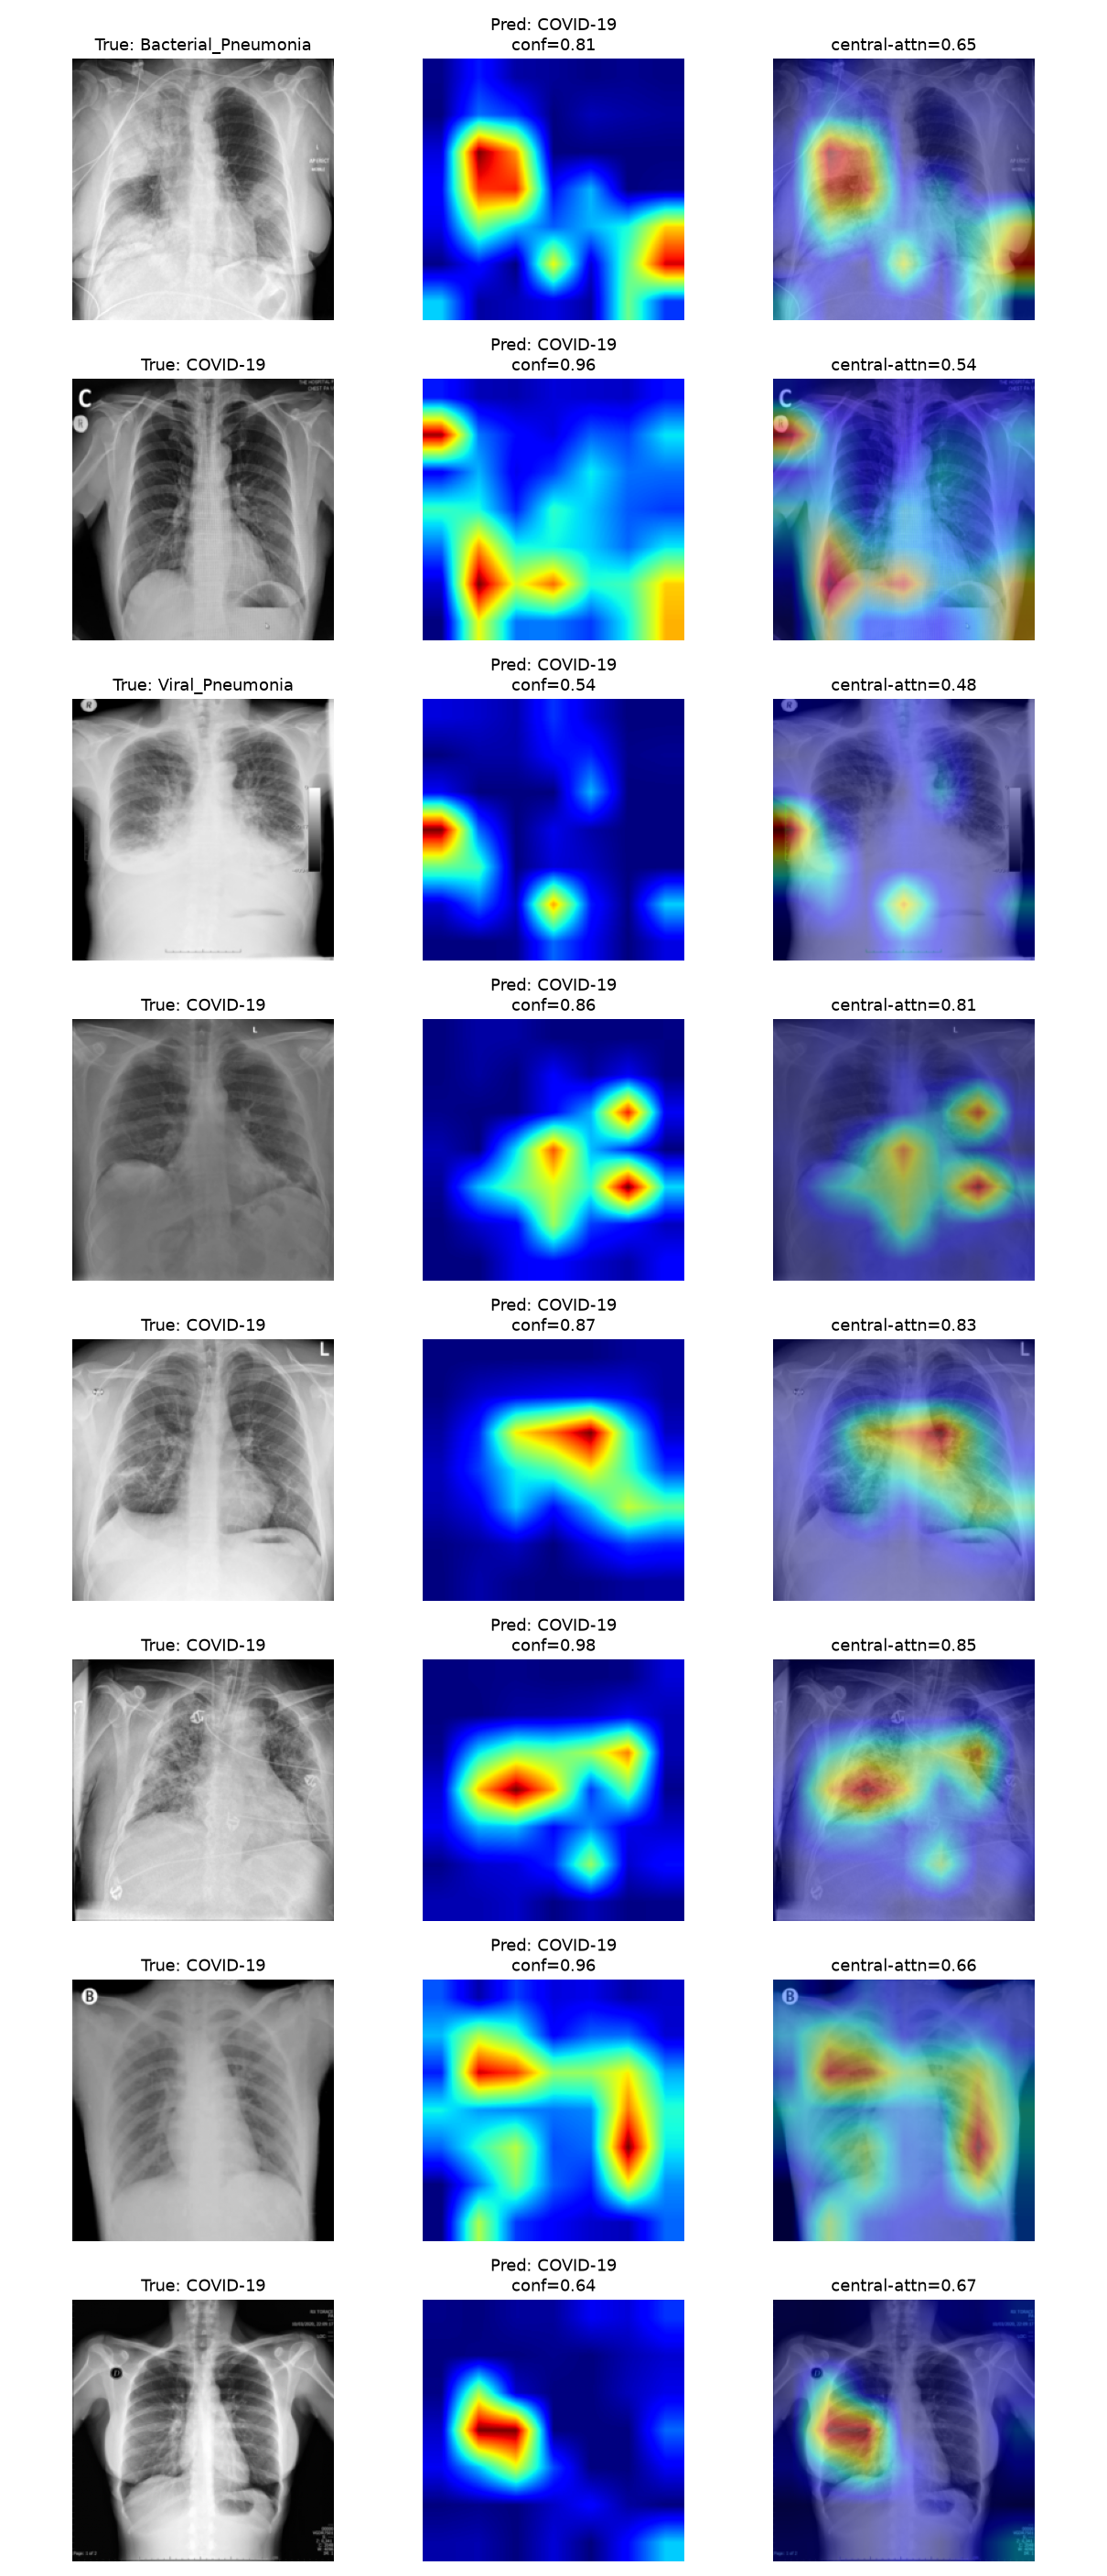 True: Bacterial_Pneumonia
Pred: COVID-19
conf=0.81
central-attn=0.65
L
True: COVID-19
Pred: COVID-19
conf=0.96
central-attn=0.54
C
R
C
R
True: Viral_Pneumonia
Pred: COVID-19
conf=0.54
central-attn=0.48
R
R
True: COVID-19
Pred: COVID-19
conf=0.86
central-attn=0.81
L
L
True: COVID-19
Pred: COVID-19
conf=0.87
central-attn=0.83
L
L
True: COVID-19
Pred: COVID-19
conf=0.98
central-attn=0.85
True: COVID-19
Pred: COVID-19
conf=0.96
central-attn=0.66
B
B
True: COVID-19
Pred: COVID-19
conf=0.64
central-attn=0.67